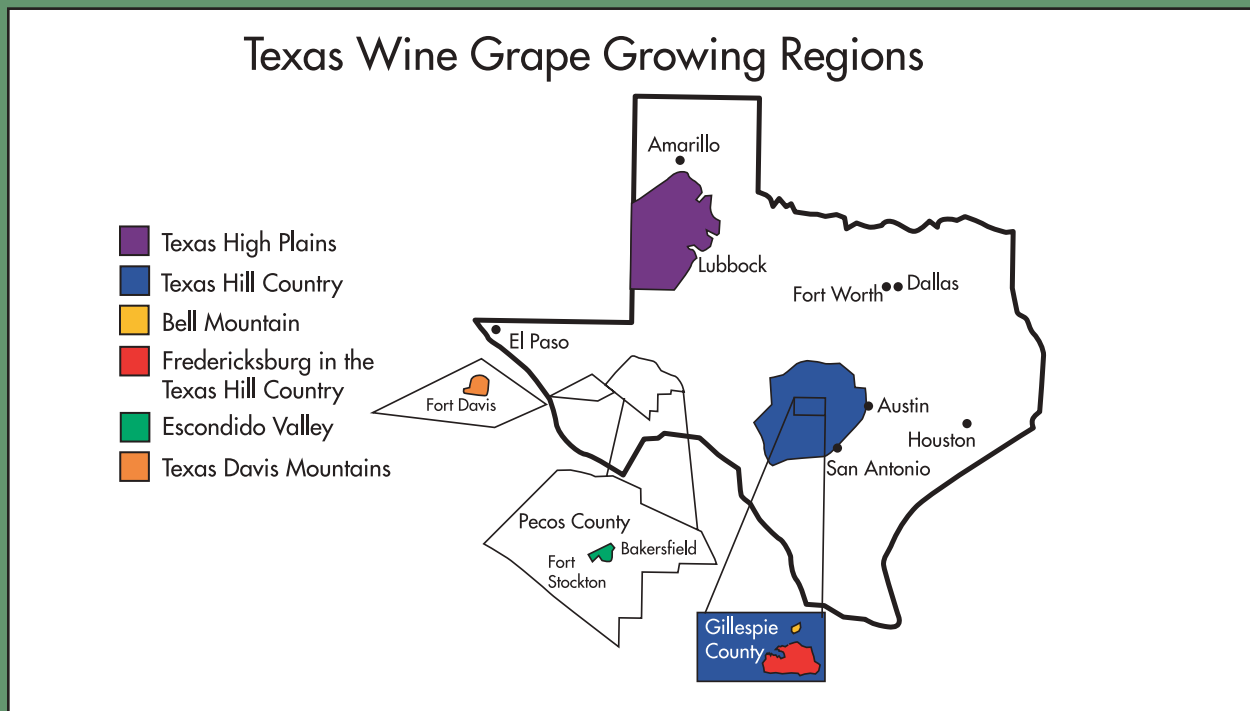 Texas Wine Grape Growing Regions
Amarillo
Texas High Plains
Texas Hill Country
Bell Mountain
Fredericksburg in the
Texas Hill Country
Escondido Valley
Texas Davis Mountains
Lubbock
Fort Worth
Dallas
El Paso
Fort Davis
Austin
Houston
San Antonio
Pecos County
Bakersfield
Fort
Stockton
Gillespie
County